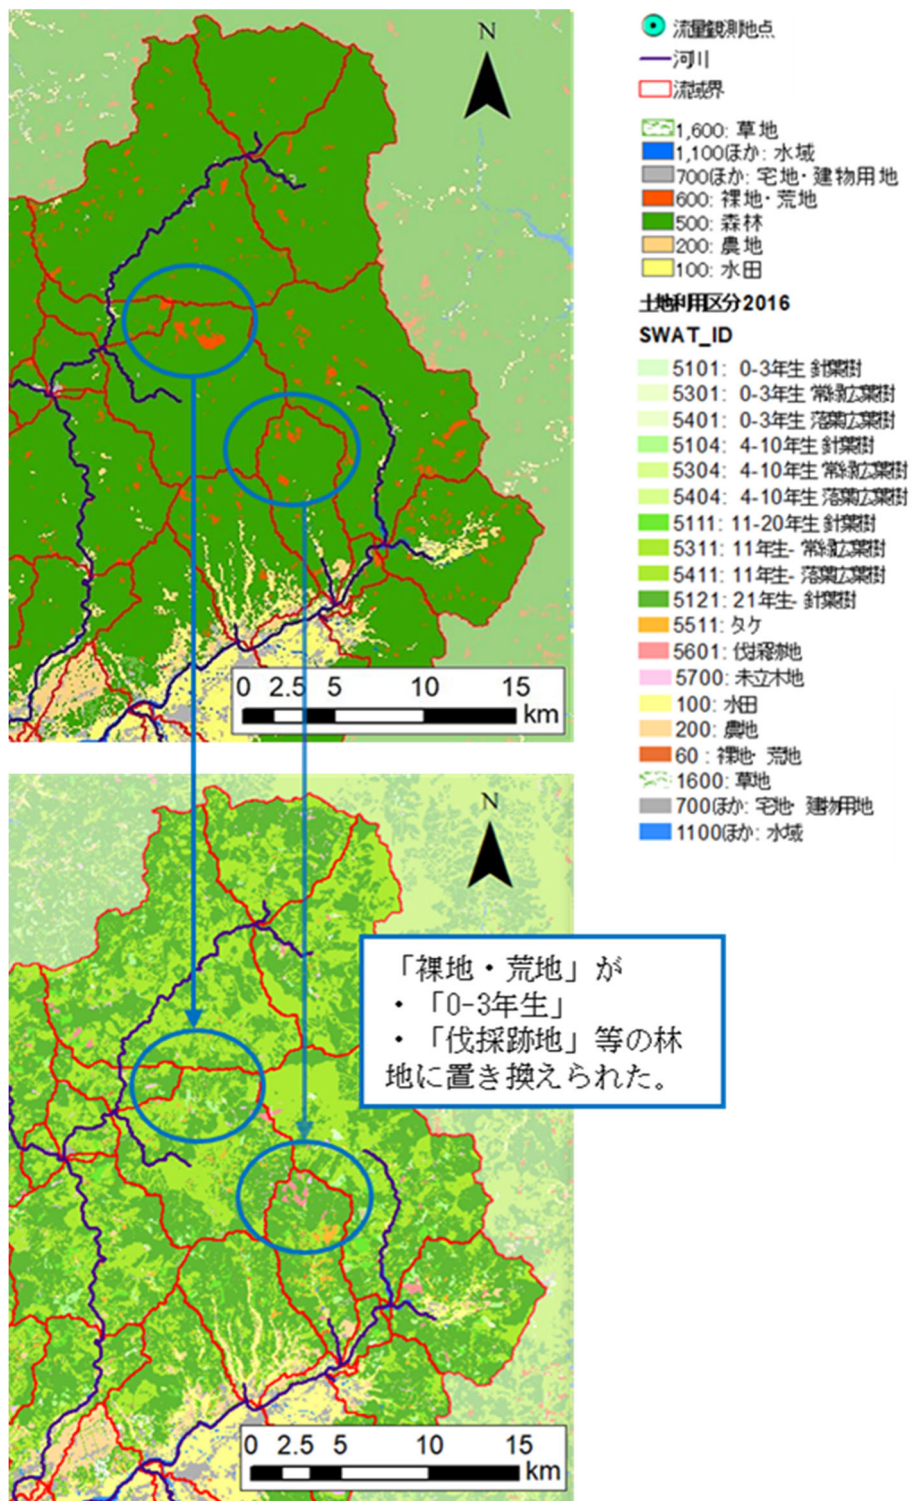 N
0 2.5 5 10 15
km
流量観測地点
河川
流域界
1,600: 草地
1,100ほか: 水域
700ほか: 宅地・建物用地
600: 裸地・荒地
500: 森林
200: 農地
100: 水田
土地利用区分2016
SWAT_ID
5101: 0-3年生 針葉樹
5301: 0-3年生 常緑広葉樹
5401: 0-3年生 落葉広葉樹
5104: 4-10年生 針葉樹
5304: 4-10年生 常緑広葉樹
5404: 4-10年生 落葉広葉樹
5111: 11-20年生 針葉樹
5311: 11年生- 常緑広葉樹
5411: 11年生- 落葉広葉樹
5121: 21年生- 針葉樹
5511: タケ
5601: 伐採跡地
5700: 未立木地
100: 水田
200: 農地
60 : 裸地・荒地
1600: 草地
700ほか: 宅地・建物用地
1100ほか: 水域
N
「裸地・荒地」が
・「0-3年生」
・「伐採跡地」等の林
地に置き換えられた。
0 2.5 5 10 15
km